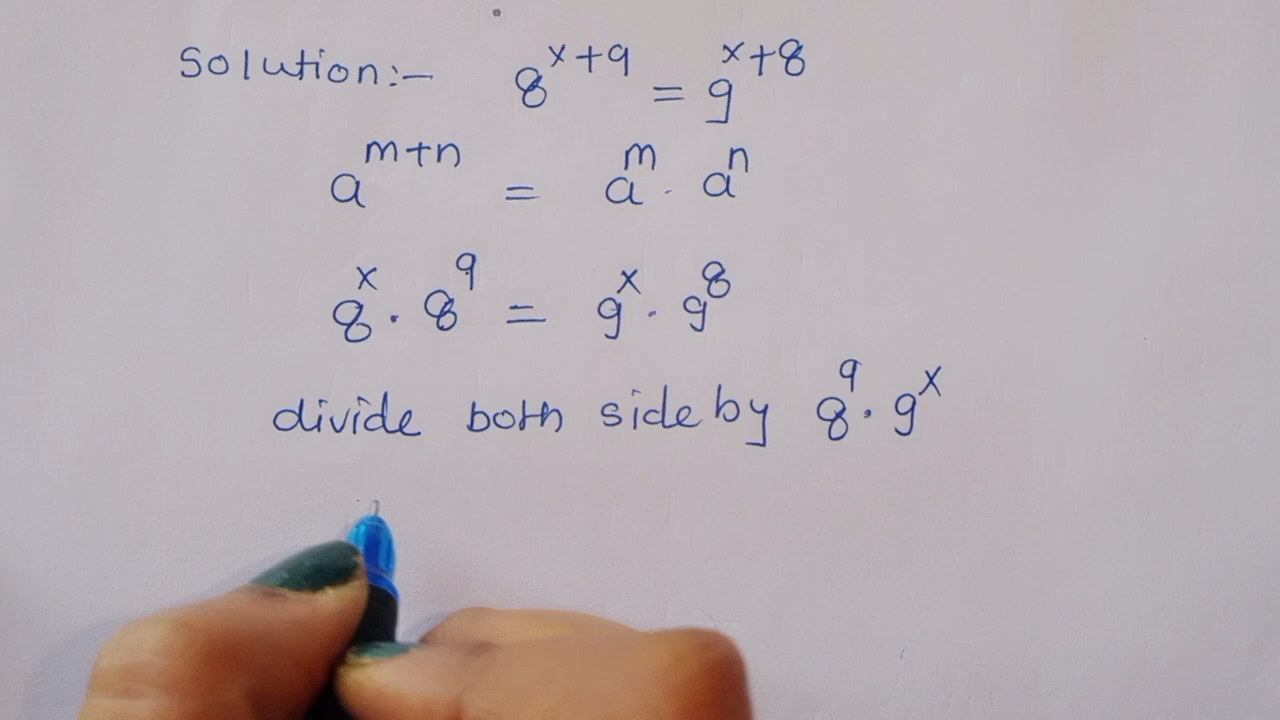 Solution:- 8^{x+9} = 9^{x+8}
a^{m+n} = a^m · a^n
8^x · 8^9 = 9^x · 9^8
divide both side by 8^9 · 9^x